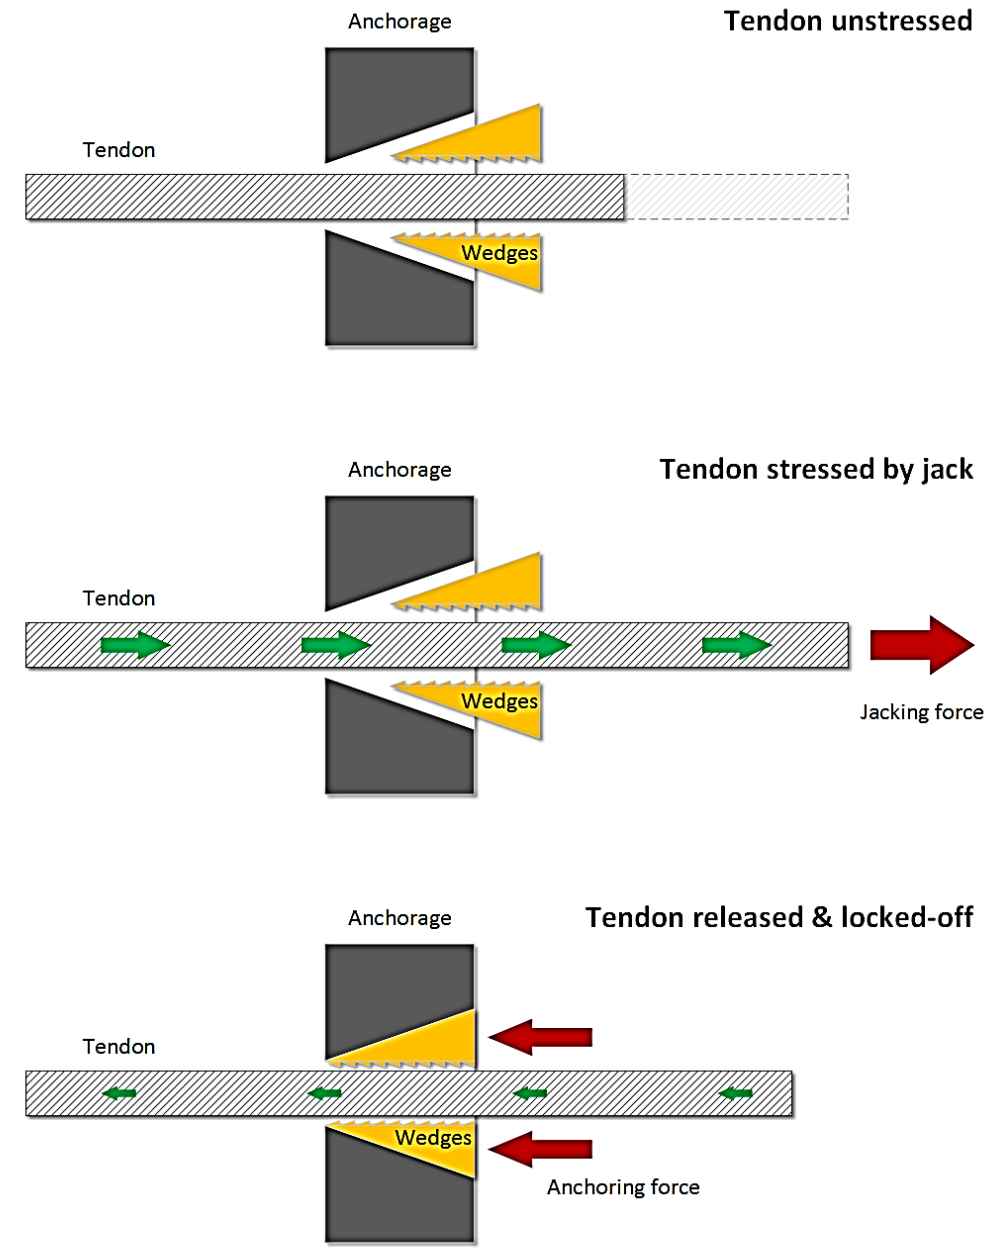 Anchorage
Tendon unstressed
Tendon
Wedges
Anchorage
Tendon stressed by jack
Tendon
Wedges
Jacking force
Anchorage
Tendon released & locked-off
Tendon
Wedges
Anchoring force